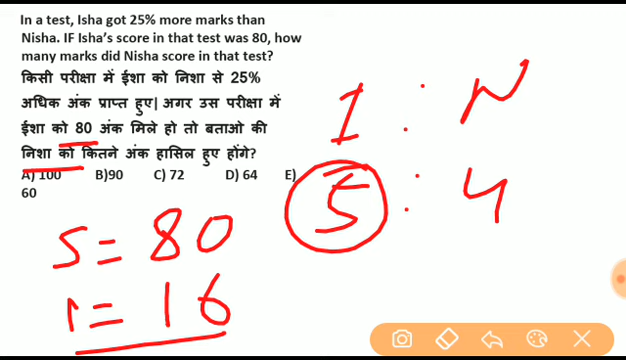 In a test, Isha got 25% more marks than
Nisha. IF Isha's score in that test was 80, how
many marks did Nisha score in that test?
किसी परीक्षा में ईशा को निशा से 25%
अधिक अंक प्राप्त हुए| अगर उस परीक्षा में
ईशा को 80 अंक मिले हो तो बताओ की
निशा को कितने अंक हासिल हुए होंगे?
A) 100 B)90 C) 72 D) 64 E)
60
I : N
5 : 4
5 = 80
1 = 16